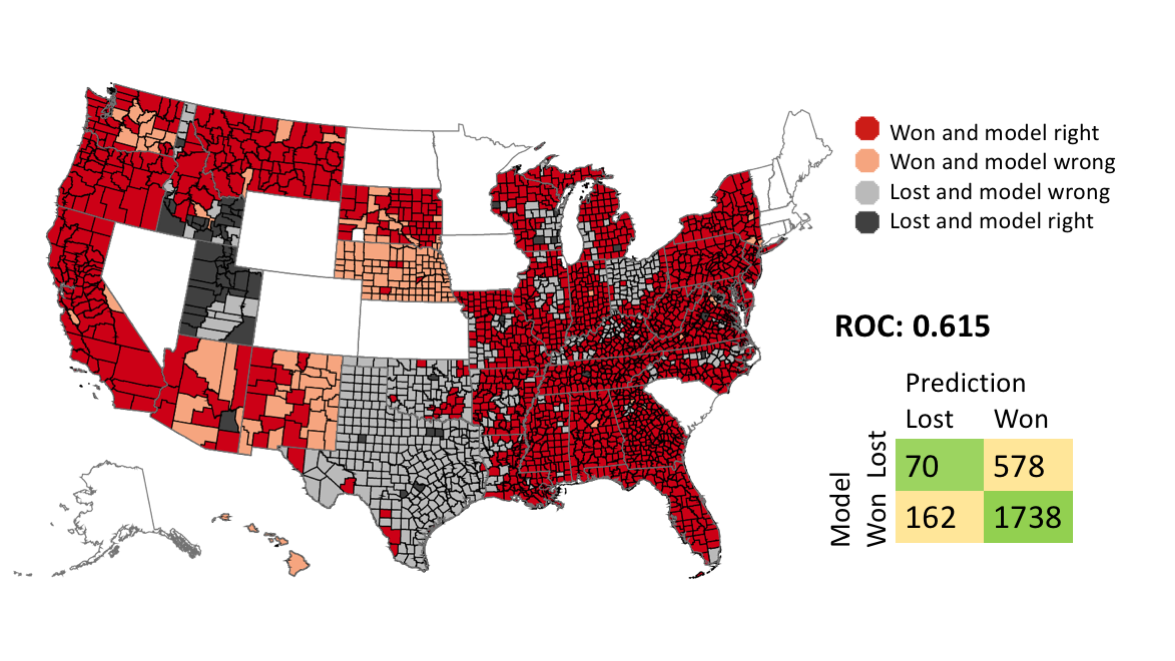 Won and model right
Won and model wrong
Lost and model wrong
Lost and model right
ROC: 0.615
Prediction
Lost Won
Model
Lost 70 578
Won 162 1738